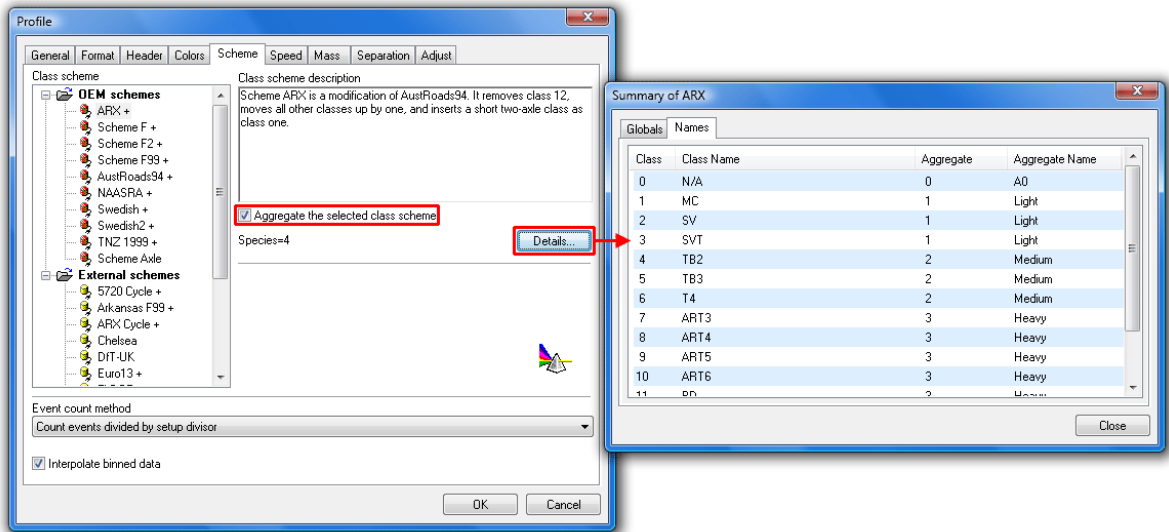 Profile
General Format Header Colors Scheme Speed Mass Separation Adjust
Class scheme
OEM schemes
ARX +
Scheme F +
Scheme F2 +
Scheme F99 +
AustRoads94 +
NAASRA +
Swedish +
Swedish2 +
TNZ 1999 +
Scheme Axle
External schemes
5720 Cycle +
Arkansas F99 +
ARX Cycle +
Chelsea
DfT-UK
Euro13 +
Class scheme description
Scheme ARX is a modification of AustRoads94. It removes class 12,
moves all other classes up by one, and inserts a short two-axle class as
class one.
Aggregate the selected class scheme
Species=4
Details...
Event count method
Count events divided by setup divisor
Interpolate binned data
OK Cancel
Summary of ARX
Globals Names
Class Class Name Aggregate Aggregate Name
0 N/A 0 A0
1 MC 1 Light
2 SV 1 Light
3 SVT 1 Light
4 TB2 2 Medium
5 TB3 2 Medium
6 T4 2 Medium
7 ART3 3 Heavy
8 ART4 3 Heavy
9 ART5 3 Heavy
10 ART6 3 Heavy
11 BD 3 Heavy
Close